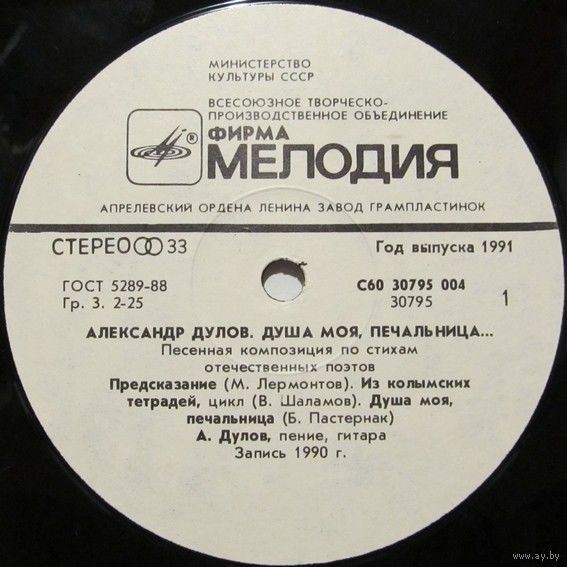 МИНИСТЕРСТВО
КУЛЬТУРЫ СССР
ВСЕСОЮЗНОЕ ТВОРЧЕСКО-
ПРОИЗВОДСТВЕННОЕ ОБЪЕДИНЕНИЕ
® ФИРМА
МЕЛОДИЯ
АПРЕЛЕВСКИЙ ОРДЕНА ЛЕНИНА ЗАВОД ГРАМПЛАСТИНОК
СТЕРЕО 33 Год выпуска 1991
ГОСТ 5289-88 С60 30795 004
Гр. 3. 2-25 30795 1
АЛЕКСАНДР ДУЛОВ. ДУША МОЯ, ПЕЧАЛЬНИЦА...
Песенная композиция по стихам
отечественных поэтов
Предсказание (М. Лермонтов). Из колымских
тетрадей, цикл (В. Шаламов). Душа моя,
печальница (Б. Пастернак)
А. Дулов, пение, гитара
Запись 1990 г.
www.ay.by